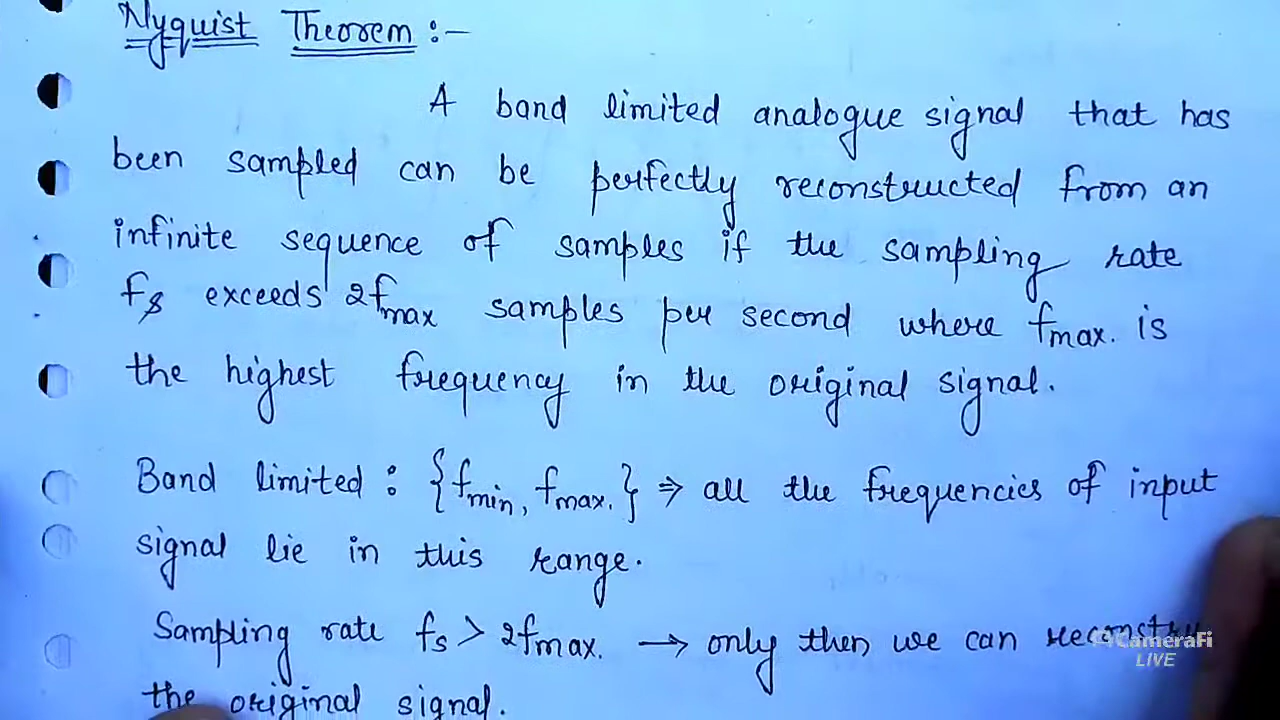 Nyquist Theorem :-
A band limited analogue signal that has
been sampled can be perfectly reconstructed from an
infinite sequence of samples if the sampling rate
fs exceeds 2fmax samples per second where fmax. is
the highest frequency in the original signal.
Band limited : {fmin, fmax.} ⇒ all the frequencies of input
signal lie in this range.
Sampling rate fs > 2fmax. → only then we can
the original signal.
CameraFi
LIVE